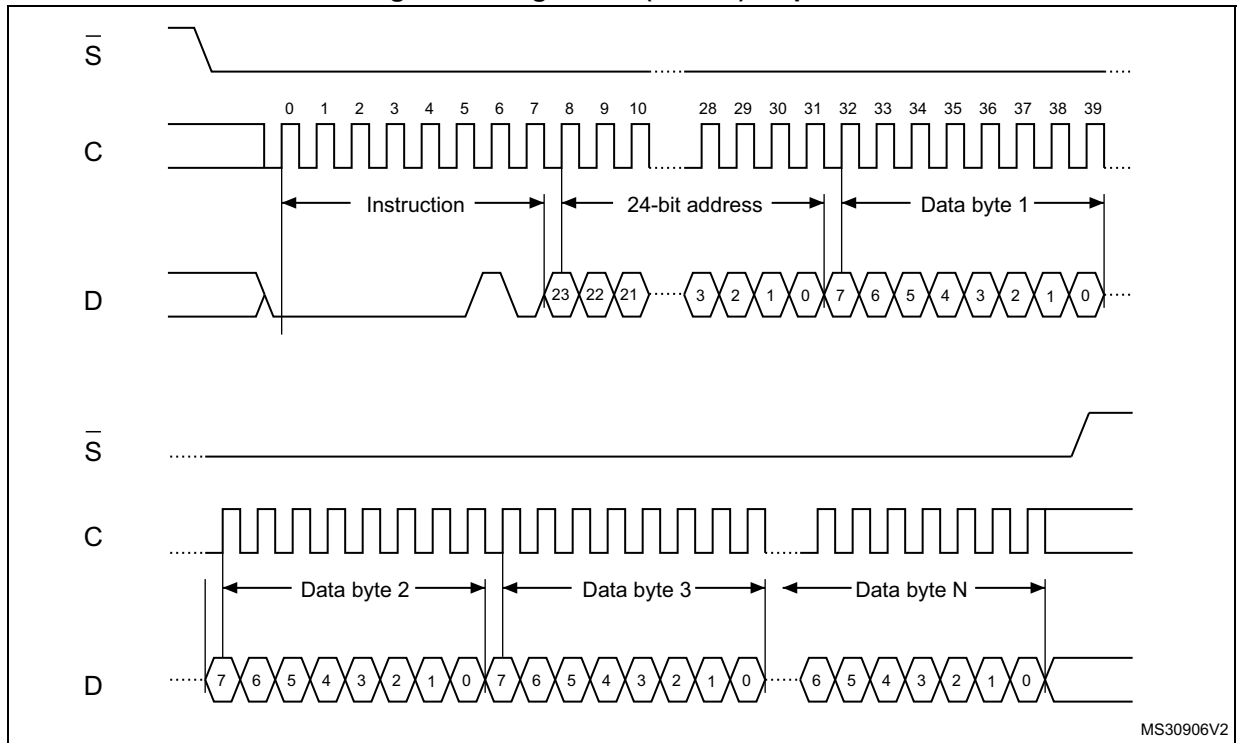 S̅
0 1 2 3 4 5 6 7 8 9 10 28 29 30 31 32 33 34 35 36 37 38 39
C
Instruction 24-bit address Data byte 1
D
23 22 21 3 2 1 0 7 6 5 4 3 2 1 0
S̅
C
Data byte 2 Data byte 3 Data byte N
D
7 6 5 4 3 2 1 0 7 6 5 4 3 2 1 0 6 5 4 3 2 1 0
MS30906V2